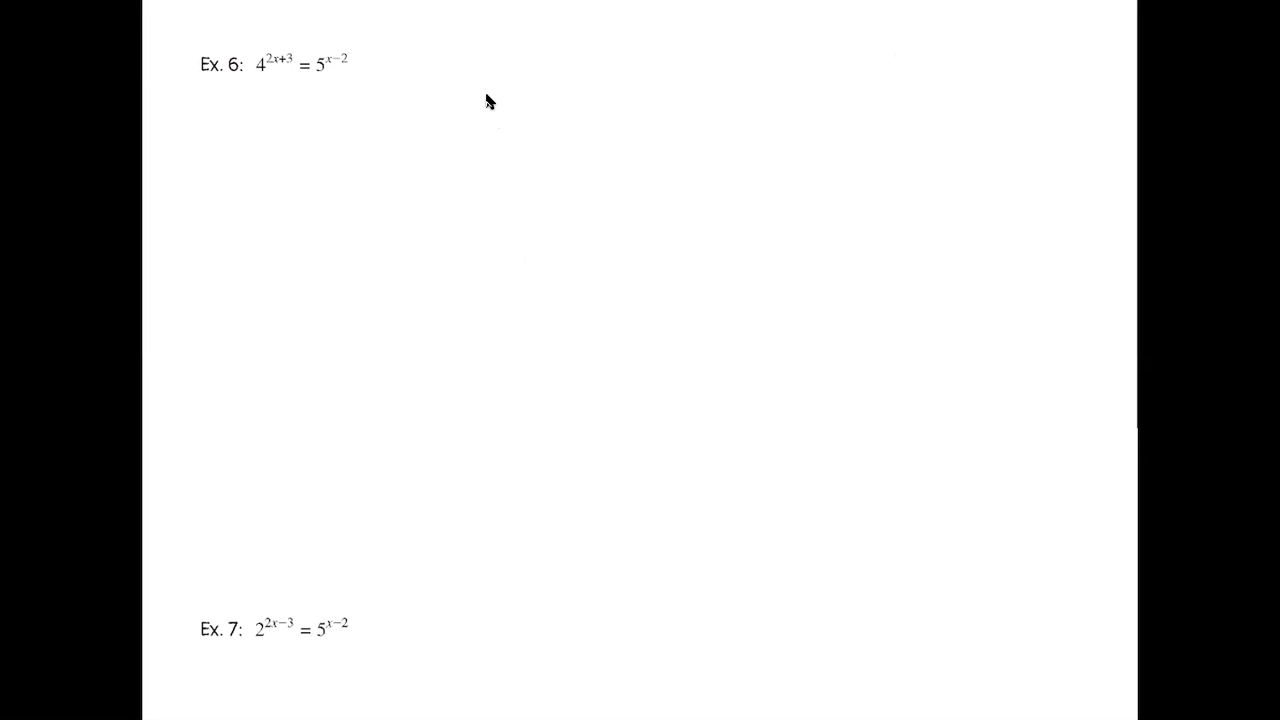 Ex. 6: 4^{2x+3} = 5^{x−2}
Ex. 7: 2^{2x−3} = 5^{x−2}